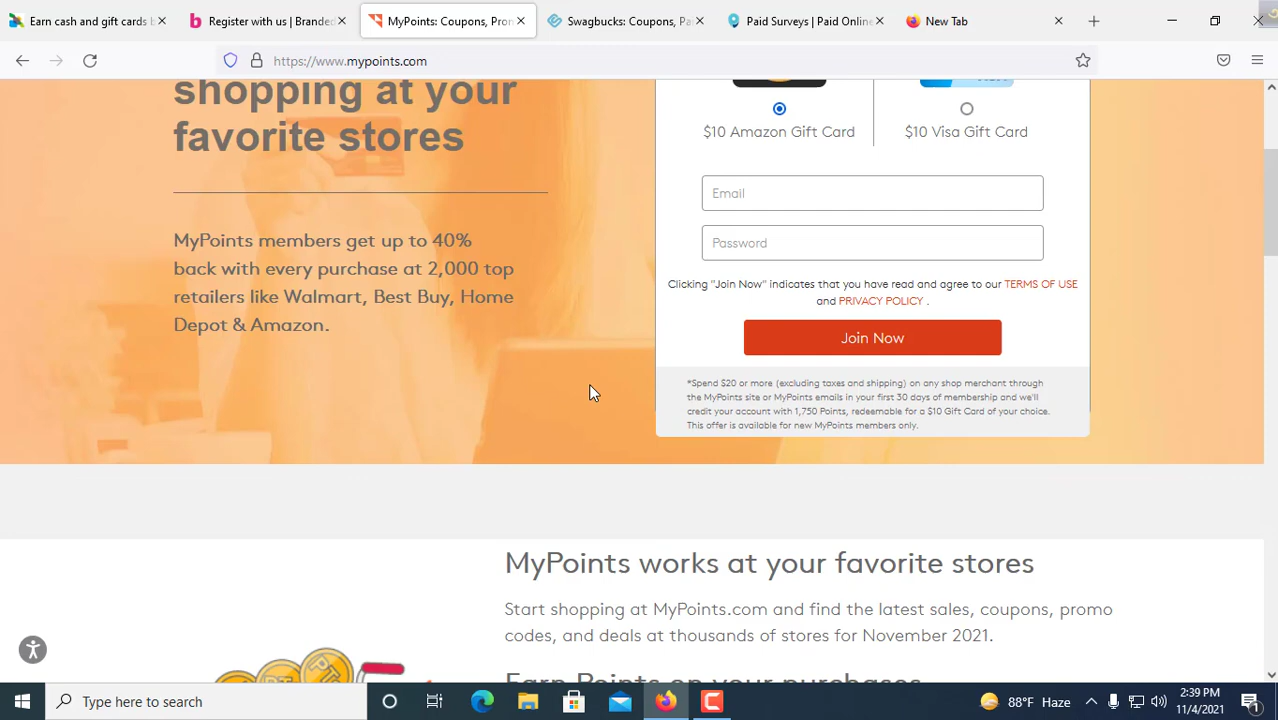 Earn cash and gift cards b
Register with us | Branded
MyPoints: Coupons, Pron
Swagbucks: Coupons, Pa
Paid Surveys | Paid Online
New Tab
https://www.mypoints.com
shopping at your
favorite stores
MyPoints members get up to 40%
back with every purchase at 2,000 top
retailers like Walmart, Best Buy, Home
Depot & Amazon.
$10 Amazon Gift Card
$10 Visa Gift Card
Email
Password
Clicking "Join Now" indicates that you have read and agree to our TERMS OF USE
and PRIVACY POLICY .
Join Now
*Spend $20 or more (excluding taxes and shipping) on any shop merchant through
the MyPoints site or MyPoints emails in your first 30 days of membership and we'll
credit your account with 1,750 Points, redeemable for a $10 Gift Card of your choice.
This offer is available for new MyPoints members only.
MyPoints works at your favorite stores
Start shopping at MyPoints.com and find the latest sales, coupons, promo
codes, and deals at thousands of stores for November 2021.
Earn Points on your purchases
Type here to search
88°F Haze
2:39 PM
11/4/2021
1